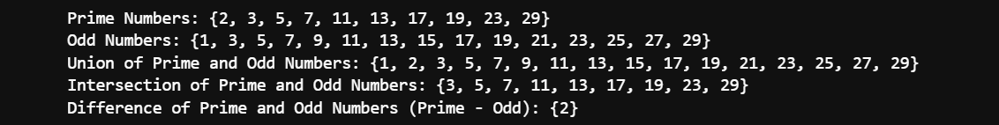 Prime Numbers: {2, 3, 5, 7, 11, 13, 17, 19, 23, 29}
Odd Numbers: {1, 3, 5, 7, 9, 11, 13, 15, 17, 19, 21, 23, 25, 27, 29}
Union of Prime and Odd Numbers: {1, 2, 3, 5, 7, 9, 11, 13, 15, 17, 19, 21, 23, 25, 27, 29}
Intersection of Prime and Odd Numbers: {3, 5, 7, 11, 13, 17, 19, 23, 29}
Difference of Prime and Odd Numbers (Prime - Odd): {2}